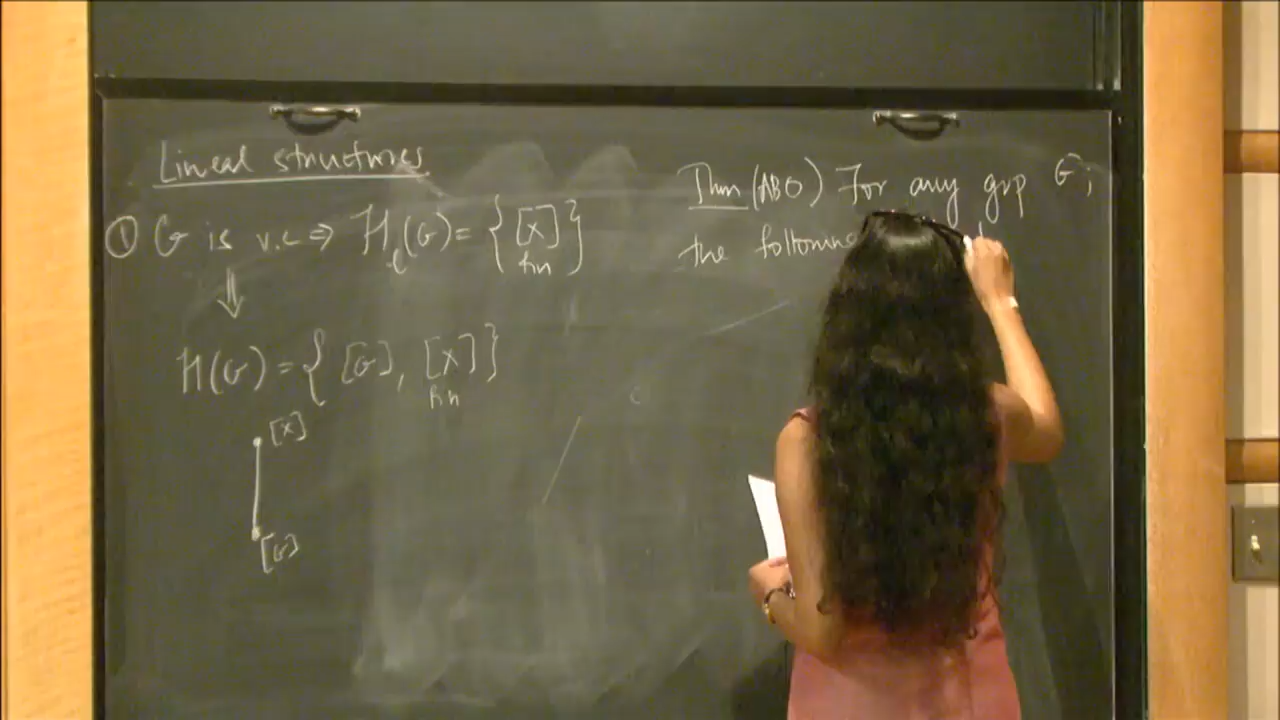 Lineal structures
① G is v.c ⇒ H_ℓ(G) = { [X] }
fin
⇓
H(G) = { [G], [X] }
fin
[X]
[G]
Thm (ABO) For any grp G,
the following